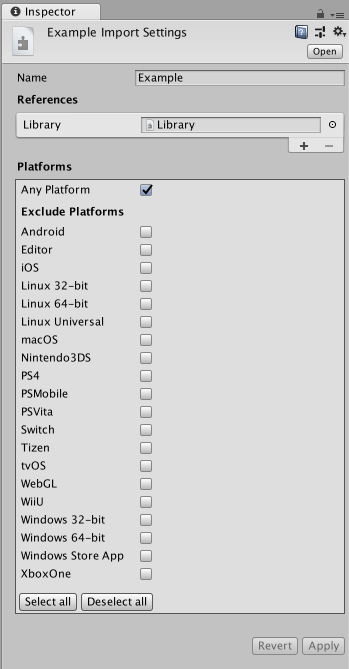 Inspector
Example Import Settings
Open
Name Example
References
Library Library
Platforms
Any Platform
Exclude Platforms
Android
Editor
iOS
Linux 32-bit
Linux 64-bit
Linux Universal
macOS
Nintendo3DS
PS4
PSMobile
PSVita
Switch
Tizen
tvOS
WebGL
WiiU
Windows 32-bit
Windows 64-bit
Windows Store App
XboxOne
Select all Deselect all
Revert Apply